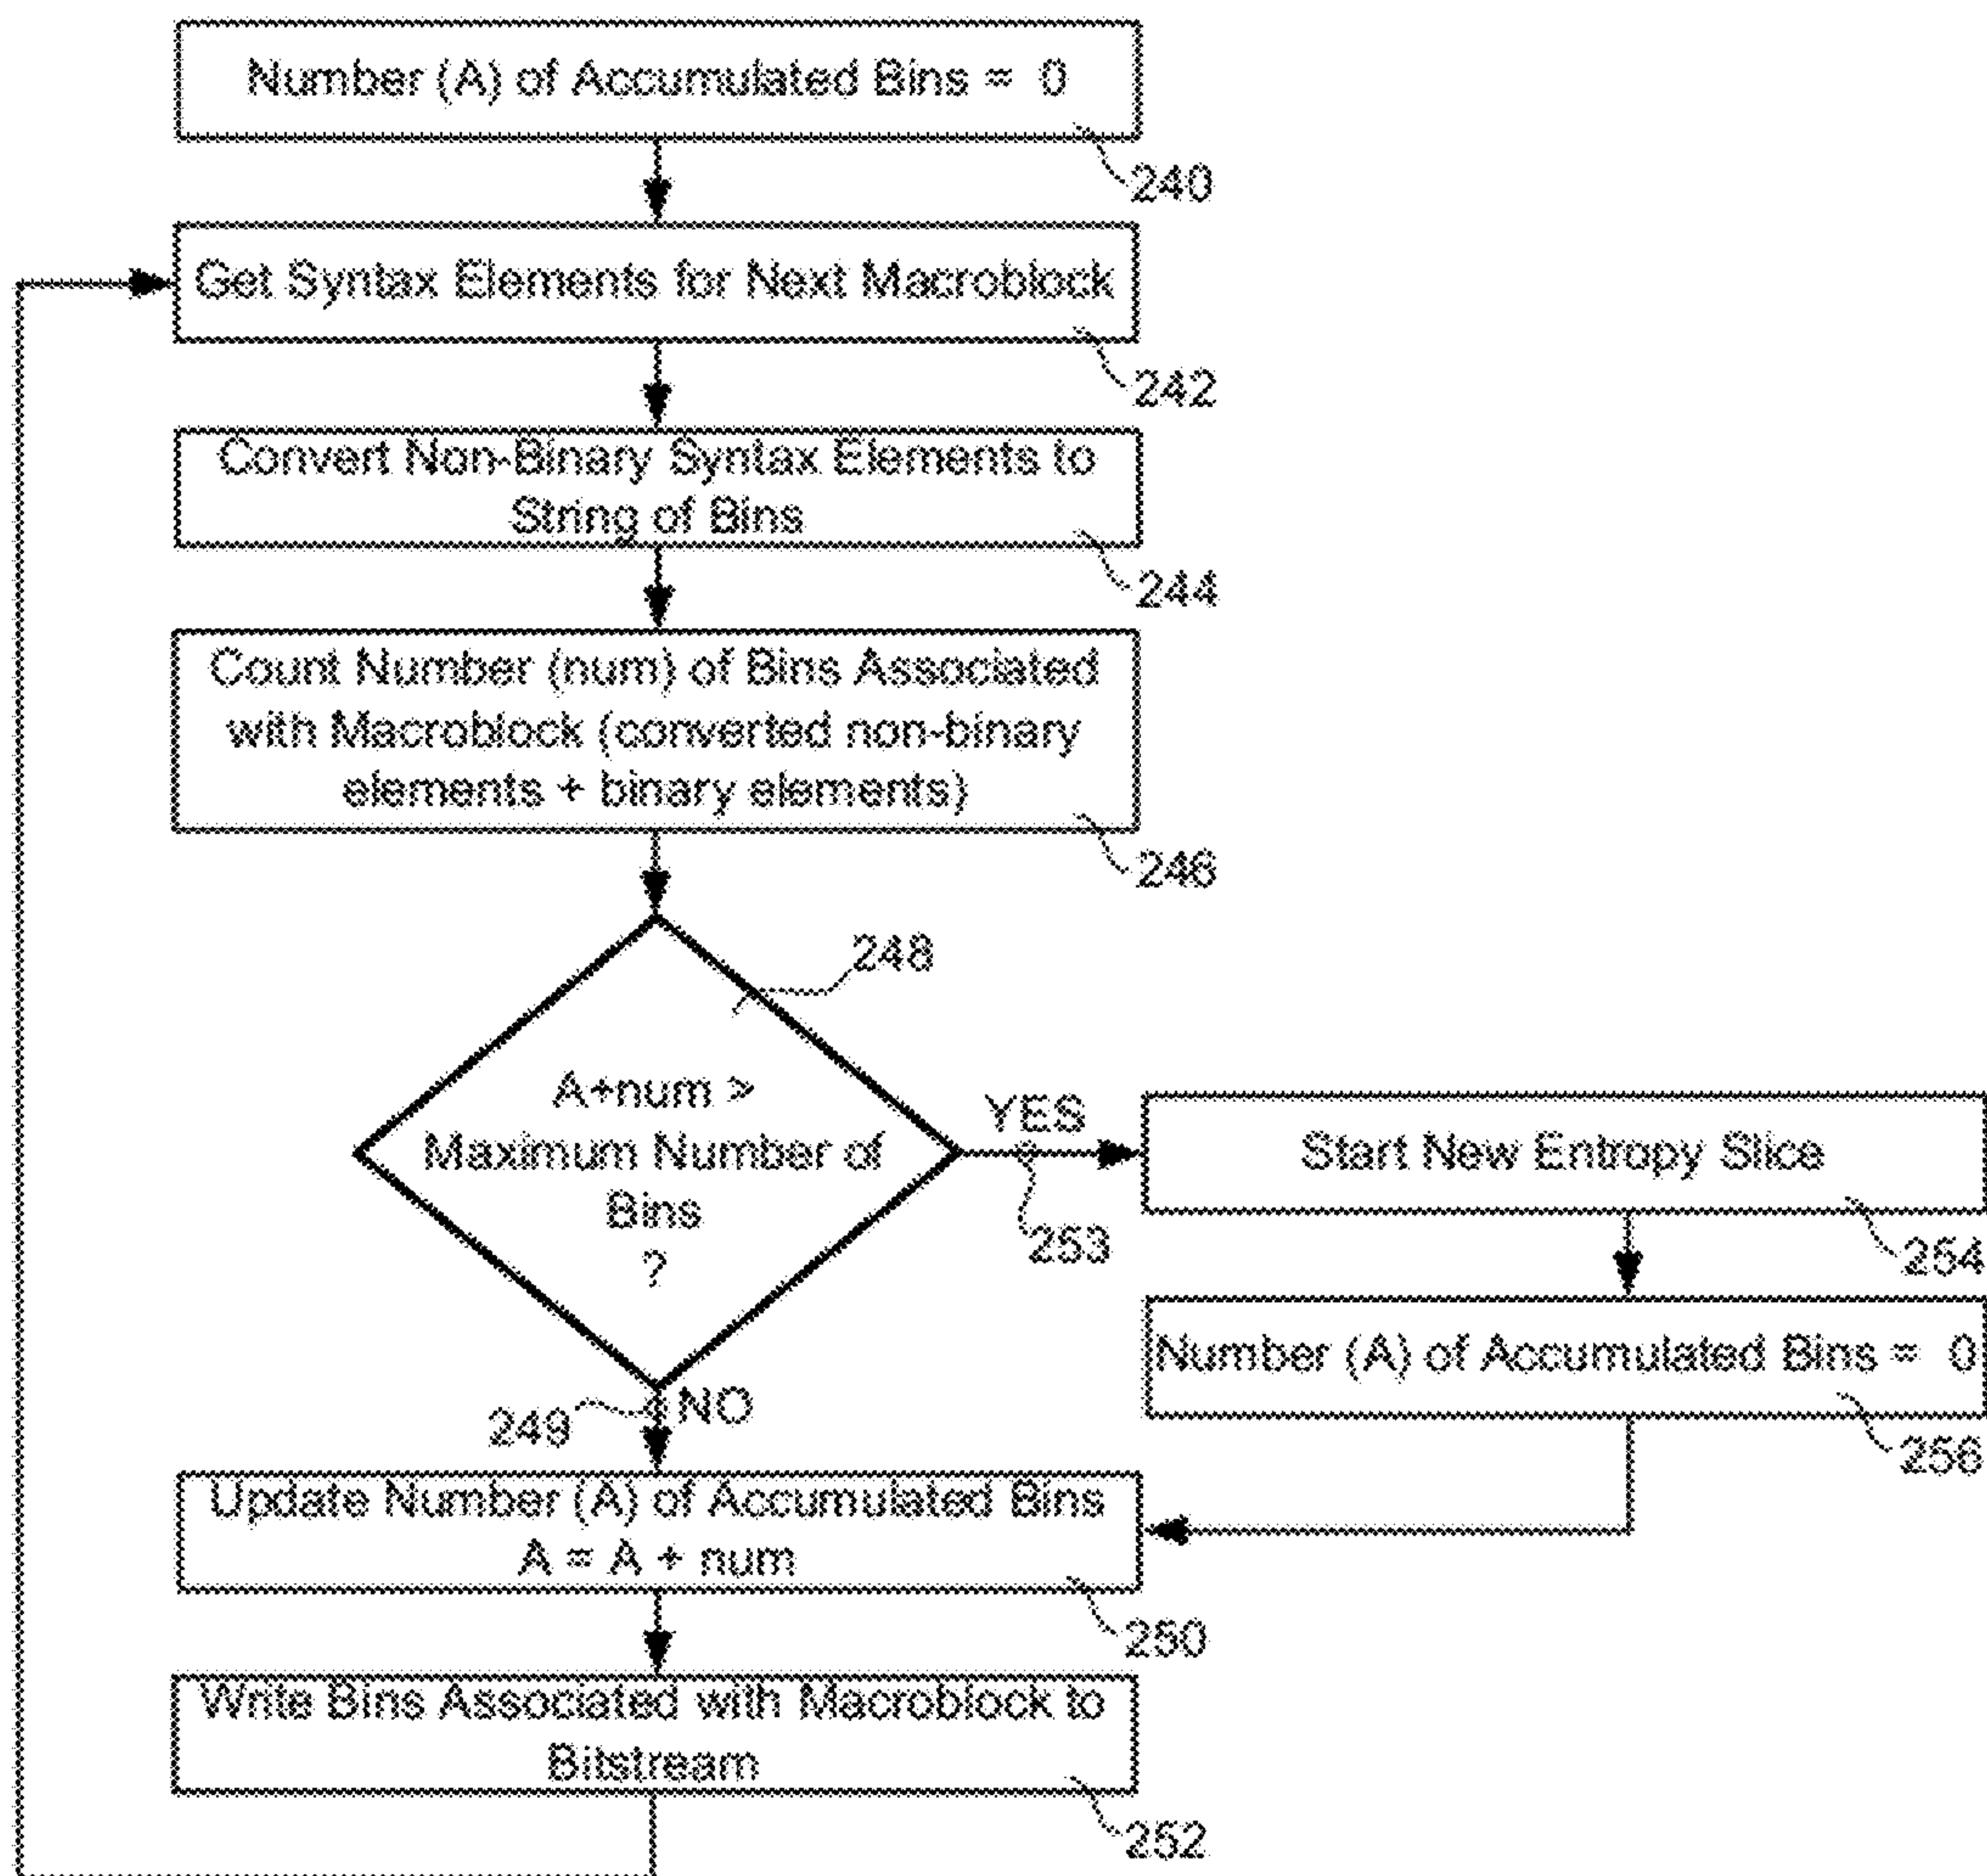 Number (A) of Accumulated Bins = 0
240
Get Syntax Elements for Next Macroblock
242
Convert Non-Binary Syntax Elements to
String of Bins
244
Count Number (num) of Bins Associated
with Macroblock (converted non-binary
elements + binary elements)
246
248
A+num >
Maximum Number of
Bins
?
YES
253
Start New Entropy Slice
254
Number (A) of Accumulated Bins = 0
256
249
NO
Update Number (A) of Accumulated Bins
A = A + num
250
Write Bins Associated with Macroblock to
Bitstream
252